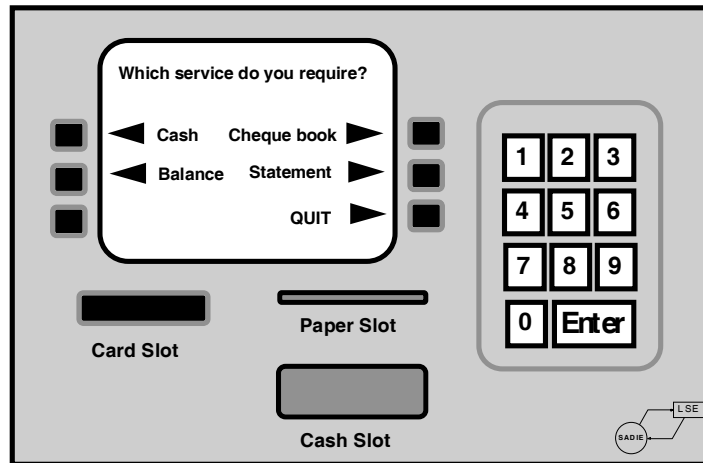 Which service do you require?
Cash Cheque book
Balance Statement
QUIT
1 2 3
4 5 6
7 8 9
0 Enter
Card Slot
Paper Slot
Cash Slot
LSE
SADIE